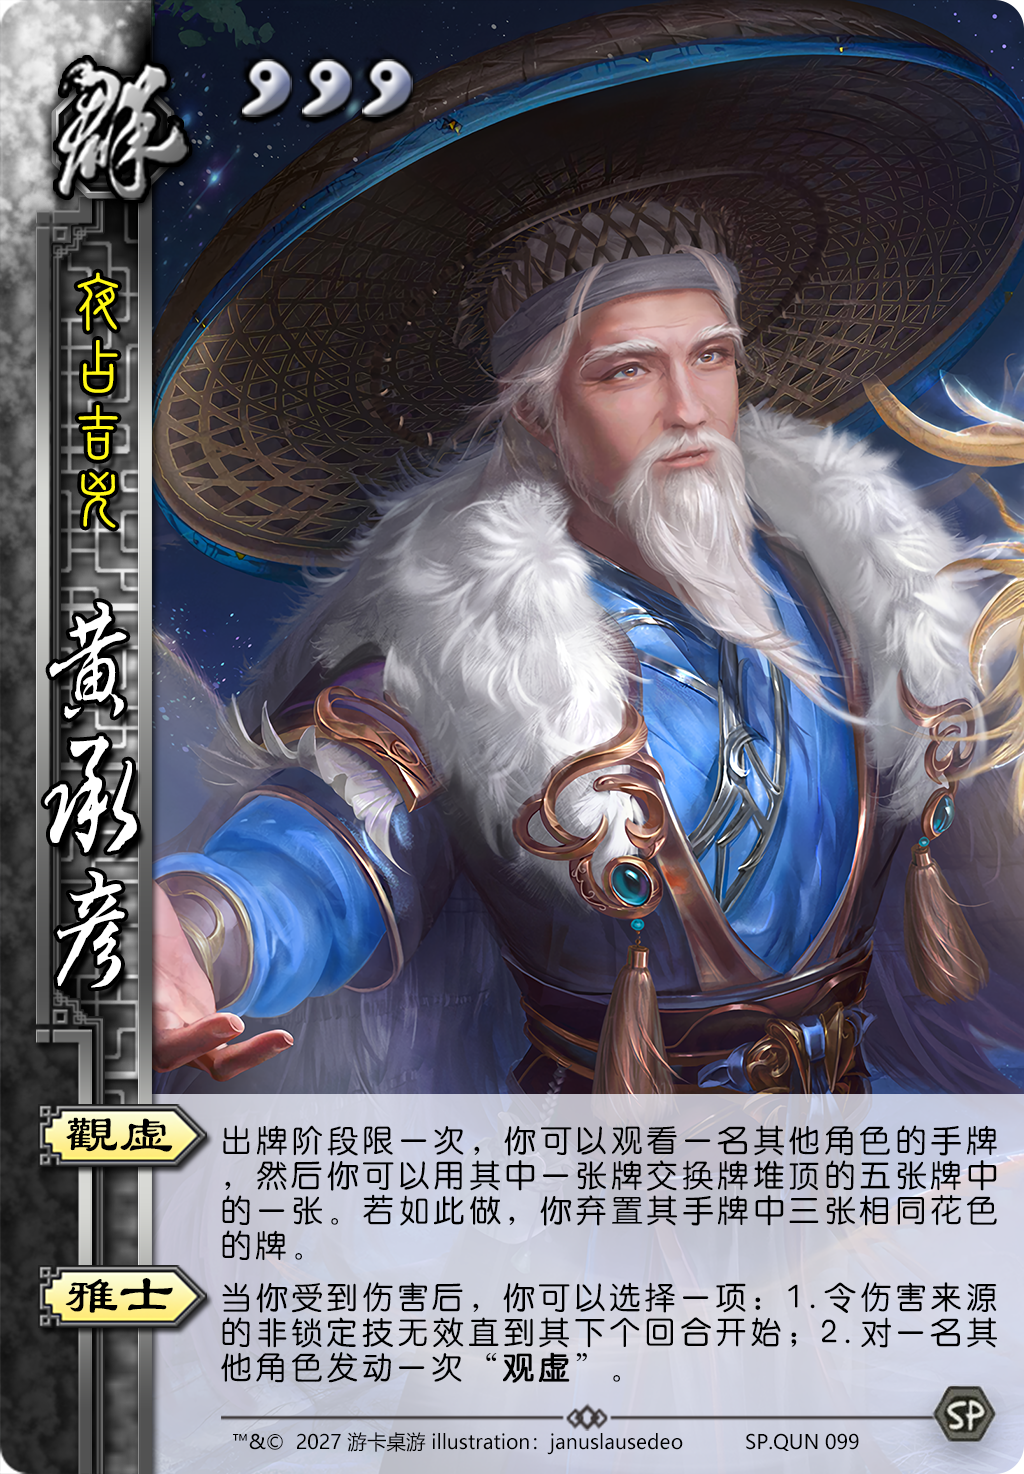 群
夜占吉兇
黄承彦
觀虚
出牌阶段限一次，你可以观看一名其他角色的手牌
，然后你可以用其中一张牌交换牌堆顶的五张牌中
的一张。若如此做，你弃置其手牌中三张相同花色
的牌。
雅士
当你受到伤害后，你可以选择一项：1.令伤害来源
的非锁定技无效直到其下个回合开始；2.对一名其
他角色发动一次“观虚”。
SP
™&© 2027 游卡桌游 illustration：januslausedeo SP.QUN 099